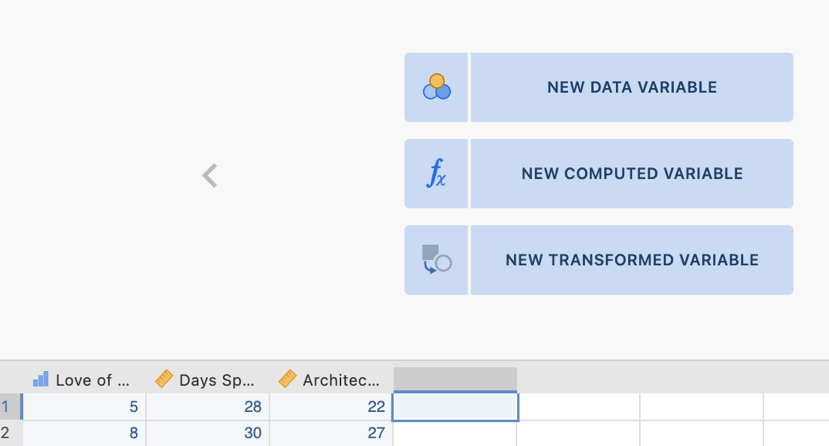 NEW DATA VARIABLE
fx
NEW COMPUTED VARIABLE
NEW TRANSFORMED VARIABLE
Love of ... Days Sp... Architec...
1 5 28 22
2 8 30 27